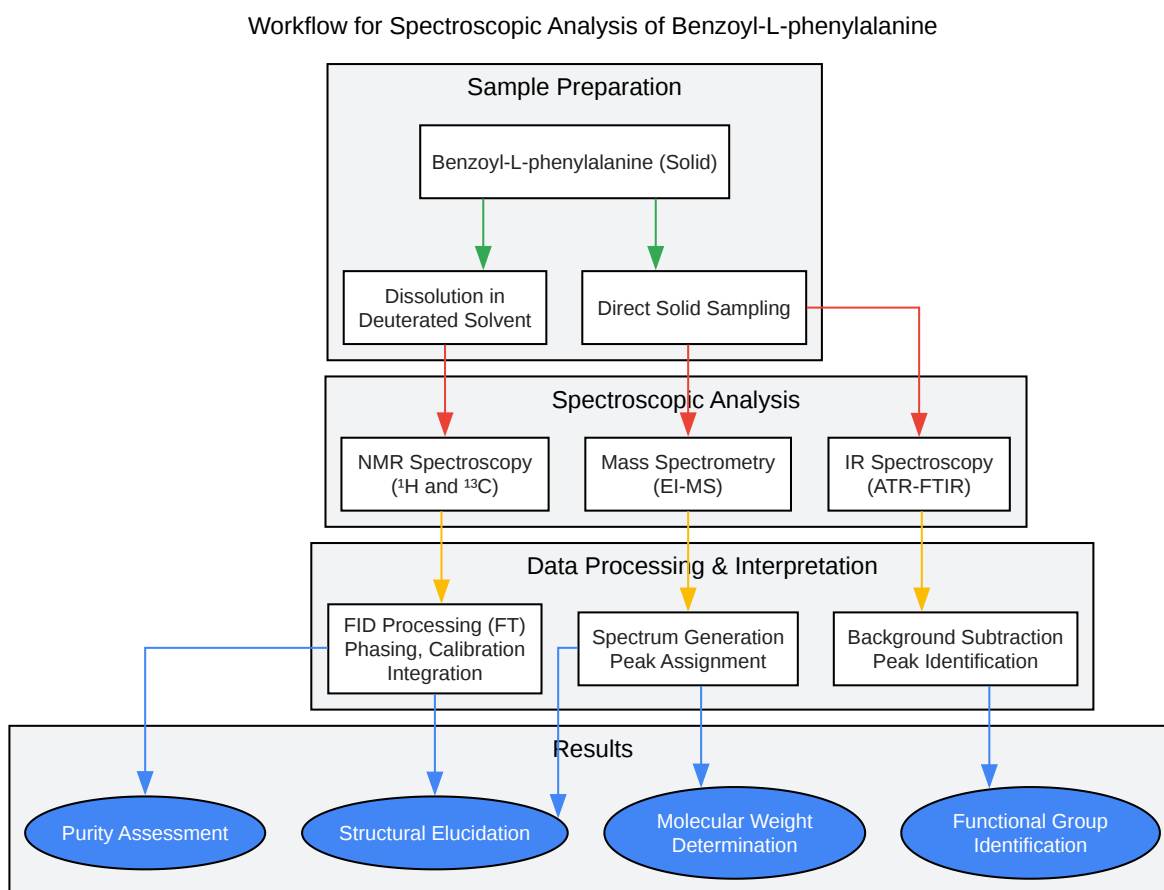 Workflow for Spectroscopic Analysis of Benzoyl-L-phenylalanine
Sample Preparation
Benzoyl-L-phenylalanine (Solid)
Dissolution in
Deuterated Solvent
Direct Solid Sampling
Spectroscopic Analysis
NMR Spectroscopy
(¹H and ¹³C)
Mass Spectrometry
(EI-MS)
IR Spectroscopy
(ATR-FTIR)
Data Processing & Interpretation
FID Processing (FT)
Phasing, Calibration
Integration
Spectrum Generation
Peak Assignment
Background Subtraction
Peak Identification
Results
Purity Assessment
Structural Elucidation
Molecular Weight
Determination
Functional Group
Identification